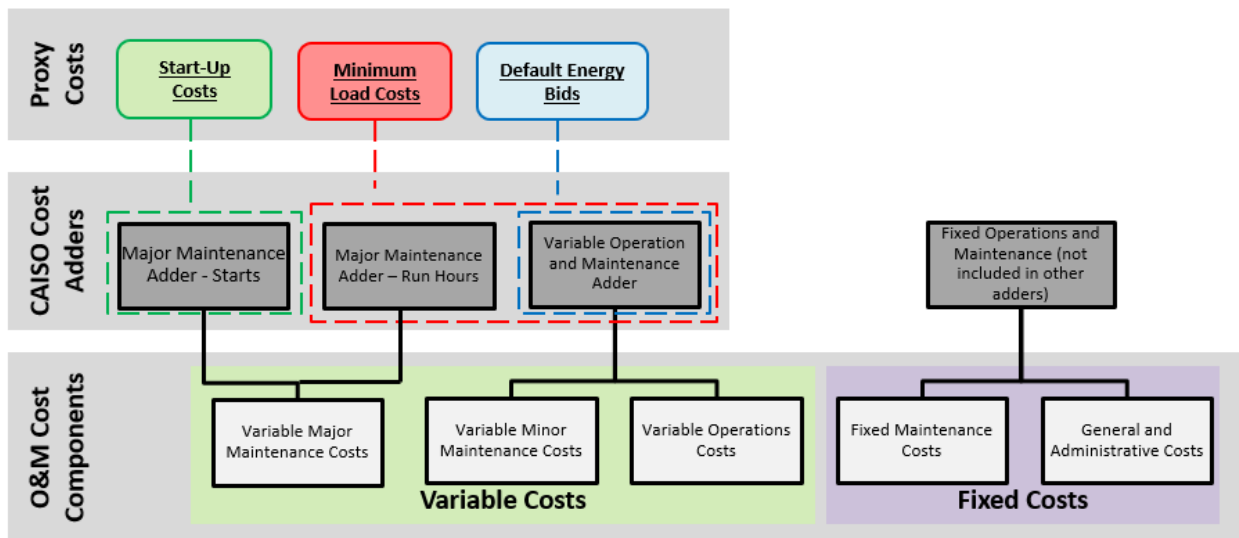 Proxy
Costs
Start-Up
Costs
Minimum
Load Costs
Default Energy
Bids
CAISO Cost
Adders
Major Maintenance
Adder - Starts
Major Maintenance
Adder – Run Hours
Variable Operation
and Maintenance
Adder
Fixed Operations and
Maintenance (not
included in other
adders)
O&M Cost
Components
Variable Major
Maintenance Costs
Variable Minor
Maintenance Costs
Variable Operations
Costs
Fixed Maintenance
Costs
General and
Administrative Costs
Variable Costs
Fixed Costs